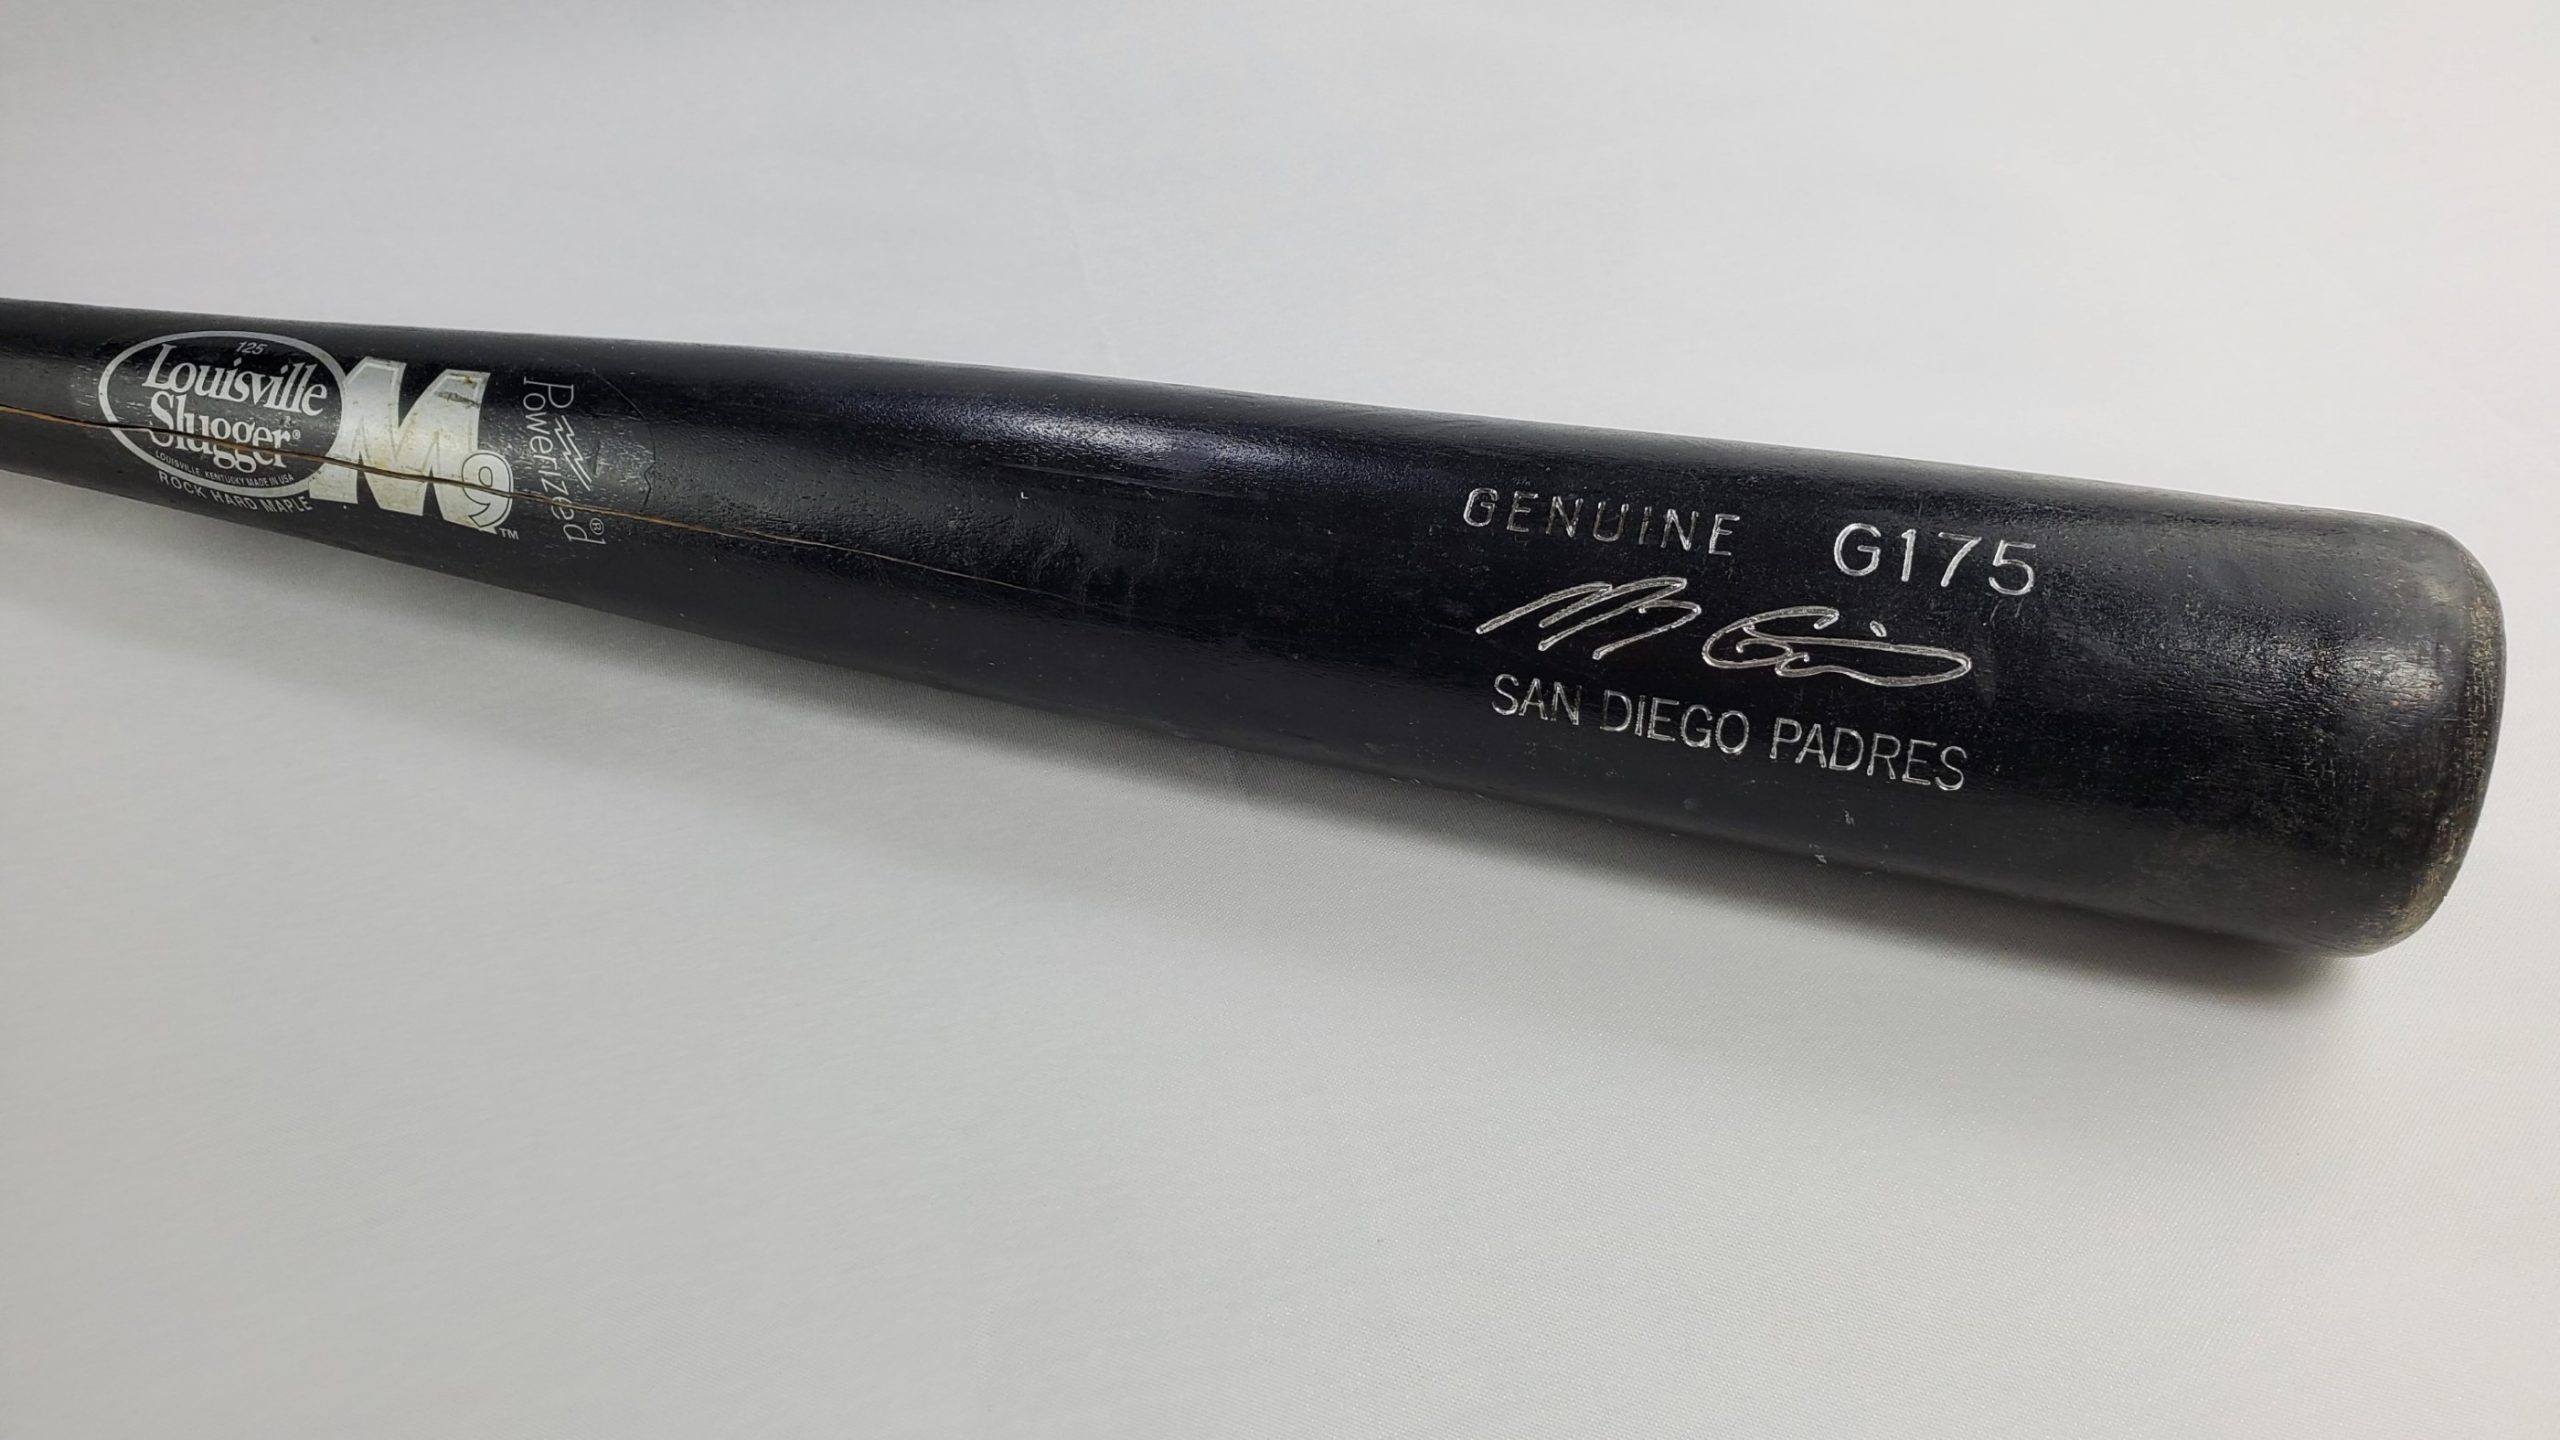 125
Louisville
Slugger®
LOUISVILLE, KENTUCKY MADE IN USA
ROCK HARD MAPLE
M9™
Powerized®
GENUINE G175
SAN DIEGO PADRES